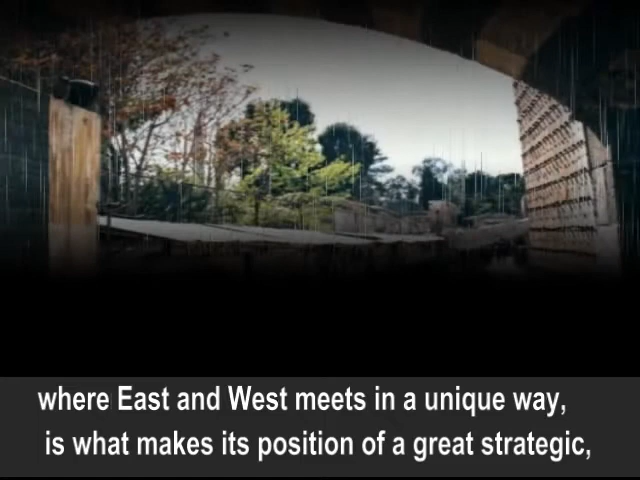 where East and West meets in a unique way,
is what makes its position of a great strategic,